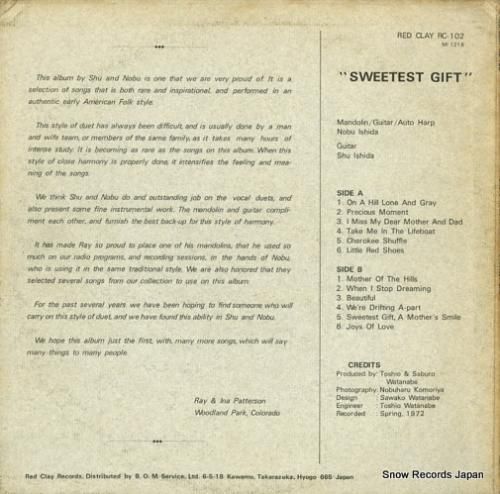 RED CLAY RC-102
MI 1218
***
This album by Shu and Nobu is one that we are very proud of. It is a
selection of songs that is both rare and inspirational, and performed in an
authentic early American Folk style.
This style of duet has always been difficult, and is usually done by a man
and wife team, or members of the same family, as it takes many hours of
intense study. It is becoming as rare as the songs on this album. When this
style of close harmony is properly done, it intensifies the feeling and mea-
ning of the songs.
We think Shu and Nobu do and outstanding job on the vocal duets, and
also present some fine instrumental work. The mandolin and guitar compli-
ment each other, and furnish the best back-up for this style of harmony.
It has made Ray so proud to place one of his mandolins, that he used so
much on our radio programs, and recording sessions, in the hands of Nobu,
who is using it in the same traditional style. We are also honored that they
selected several songs from our collection to use on this album.
For the past several years we have been hoping to find someone who will
carry on this style of duet, and we have found this ability in Shu and Nobu.
We hope this album just the first, with, many more songs, which will say
many things to many people.
Ray & Ina Patterson
Woodland Park, Colorado
***
"SWEETEST GIFT"
Mandolin/Guitar/Auto Harp
Nobu Ishida
Guitar
Shu Ishida
SIDE A
1. On A Hill Lone And Gray
2. Precious Moment
3. I Miss My Dear Mother And Dad
4. Take Me In The Lifeboat
5. Cherokee Shuffle
6. Little Red Shoes
SIDE B
1. Mother Of The Hills
2. When I Stop Dreaming
3. Beautiful
4. We're Drifting A-part
5. Sweetest Gift, A Mother's Smile
6. Joys Of Love
CREDITS
Produced by: Toshio & Saburo
Watanabe
Photography: Nobuharu Komoriya
Design : Sawako Watanabe
Engineer : Toshio Watanabe
Recorded : Spring, 1972
Red Clay Records, Distributed by B. O. M. Service, Ltd. 6-5-18 Kawamo, Takarazuka, Hyogo 665 Japan
Snow Records Japan